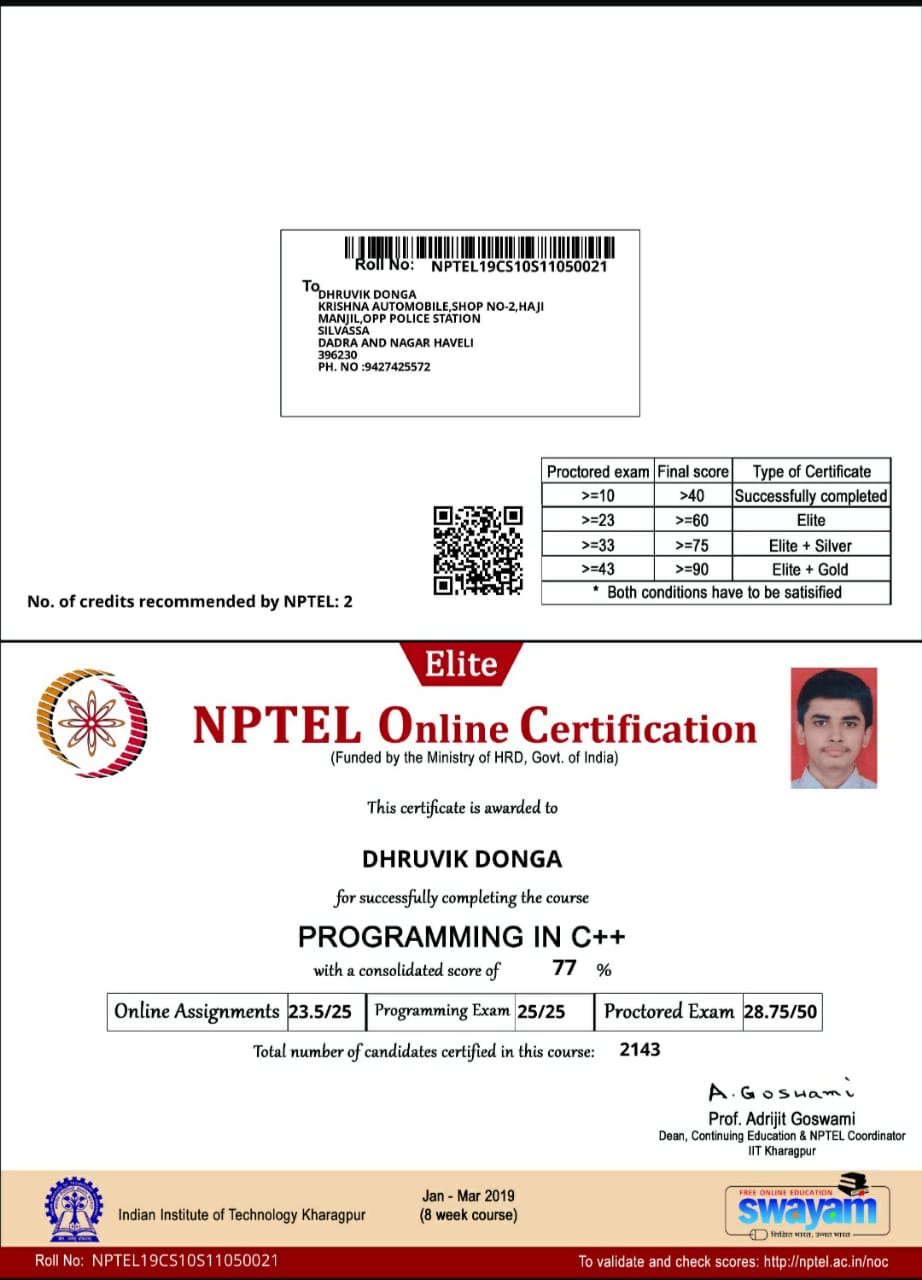 Roll No: NPTEL19CS10S11050021
To
DHRUVIK DONGA
KRISHNA AUTOMOBILE,SHOP NO-2,HAJI
MANJIL,OPP POLICE STATION
SILVASSA
DADRA AND NAGAR HAVELI
396230
PH. NO :9427425572
Proctored exam Final score Type of Certificate
>=10 >40 Successfully completed
>=23 >=60 Elite
>=33 >=75 Elite + Silver
>=43 >=90 Elite + Gold
* Both conditions have to be satisified
No. of credits recommended by NPTEL: 2
Elite
NPTEL Online Certification
(Funded by the Ministry of HRD, Govt. of India)
This certificate is awarded to
DHRUVIK DONGA
for successfully completing the course
PROGRAMMING IN C++
with a consolidated score of 77 %
Online Assignments 23.5/25 Programming Exam 25/25 Proctored Exam 28.75/50
Total number of candidates certified in this course: 2143
A. Goswami
Prof. Adrijit Goswami
Dean, Continuing Education & NPTEL Coordinator
IIT Kharagpur
Indian Institute of Technology Kharagpur
Jan - Mar 2019
(8 week course)
FREE ONLINE EDUCATION
swayam
शिक्षित भारत, उन्नत भारत
Roll No: NPTEL19CS10S11050021
To validate and check scores: http://nptel.ac.in/noc